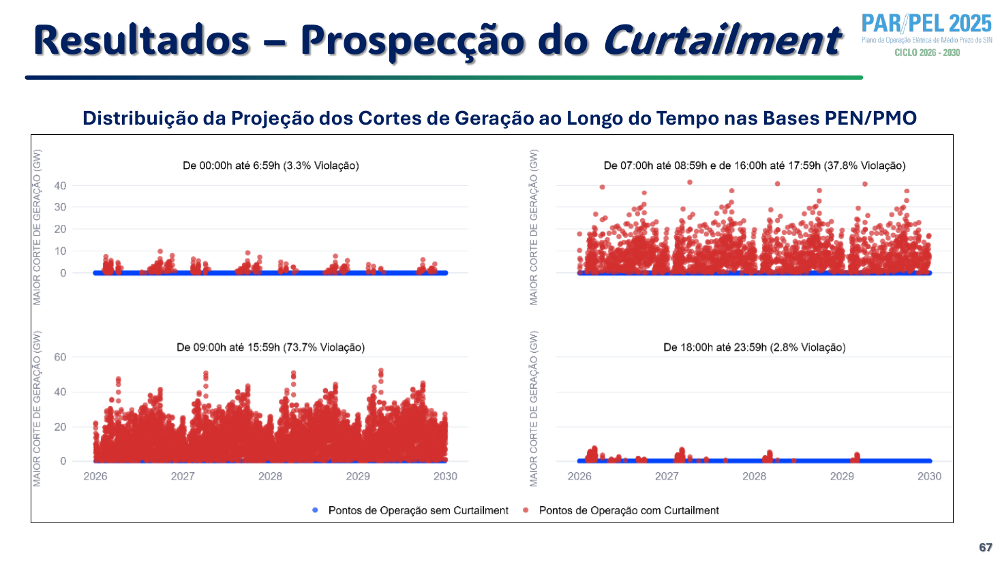 Resultados – Prospecção do Curtailment
PAR/PEL 2025
Plano da Operação Elétrica de Médio Prazo do SIN
CICLO 2026 - 2030
Distribuição da Projeção dos Cortes de Geração ao Longo do Tempo nas Bases PEN/PMO
MAIOR CORTE DE GERAÇÃO (GW)
De 00:00h até 6:59h (3.3% Violação)
40
30
20
10
0
MAIOR CORTE DE GERAÇÃO (GW)
De 07:00h até 08:59h e de 16:00h até 17:59h (37.8% Violação)
MAIOR CORTE DE GERAÇÃO (GW)
De 09:00h até 15:59h (73.7% Violação)
60
40
20
0
2026 2027 2028 2029 2030
MAIOR CORTE DE GERAÇÃO (GW)
De 18:00h até 23:59h (2.8% Violação)
2026 2027 2028 2029 2030
Pontos de Operação sem Curtailment Pontos de Operação com Curtailment
67